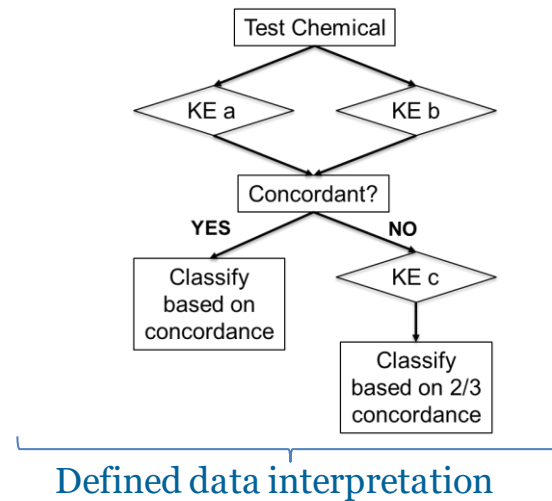 Test Chemical
KE a
KE b
Concordant?
YES
NO
Classify
based on
concordance
KE c
Classify
based on 2/3
concordance
Defined data interpretation